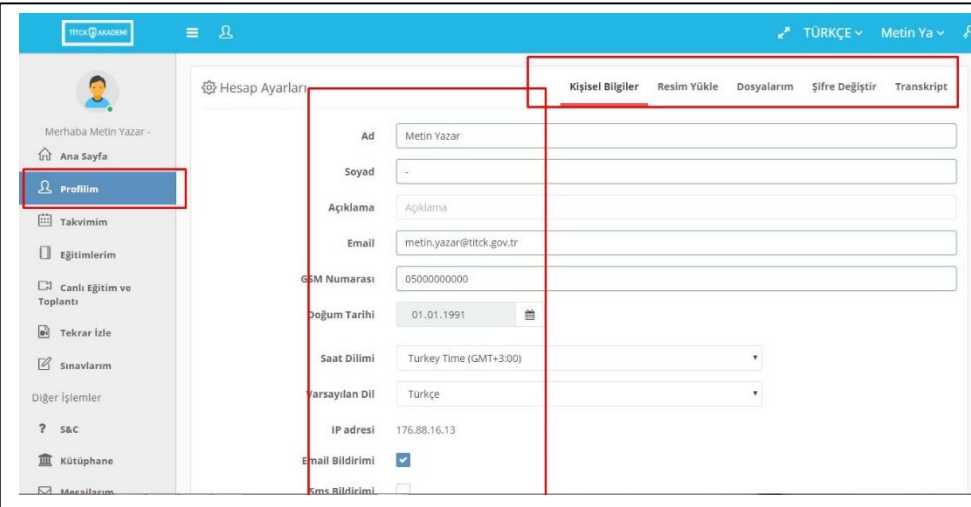 TİTCK AKADEMİ
TÜRKÇE
Metin Ya
Merhaba Metin Yazar -
Ana Sayfa
Profilim
Takvimim
Eğitimlerim
Canlı Eğitim ve
Toplantı
Tekrar İzle
Sınavlarım
Diğer İşlemler
? S&C
Kütüphane
Mesajlarım
Hesap Ayarları
Kişisel Bilgiler Resim Yükle Dosyalarım Şifre Değiştir Transkript
Ad Metin Yazar
Soyad -
Açıklama Açıklama
Email metin.yazar@titck.gov.tr
GSM Numarası 05000000000
Doğum Tarihi 01.01.1991
Saat Dilimi Turkey Time (GMT+3:00)
Varsayılan Dil Türkçe
IP adresi 176.88.16.13
Email Bildirimi
Sms Bildirimi